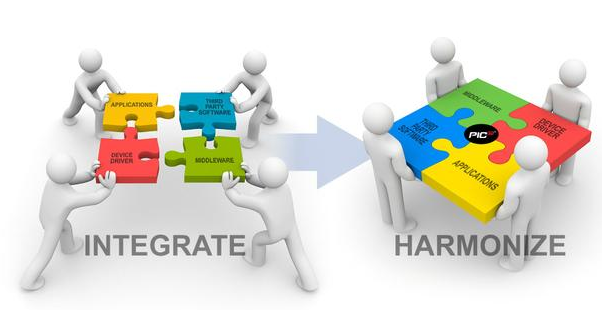 APPLICATIONS
THIRD
PARTY
SOFTWARE
DEVICE
DRIVER
MIDDLEWARE
INTEGRATE
MIDDLEWARE
DEVICE
DRIVER
THIRD
PARTY
SOFTWARE
PIC
APPLICATIONS
HARMONIZE